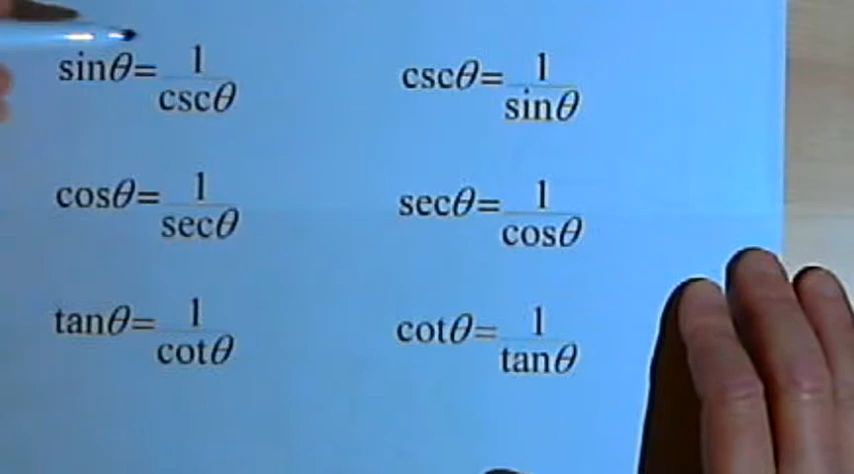 sinθ= 1/cscθ    cscθ= 1/sinθ
cosθ= 1/secθ    secθ= 1/cosθ
tanθ= 1/cotθ    cotθ= 1/tanθ